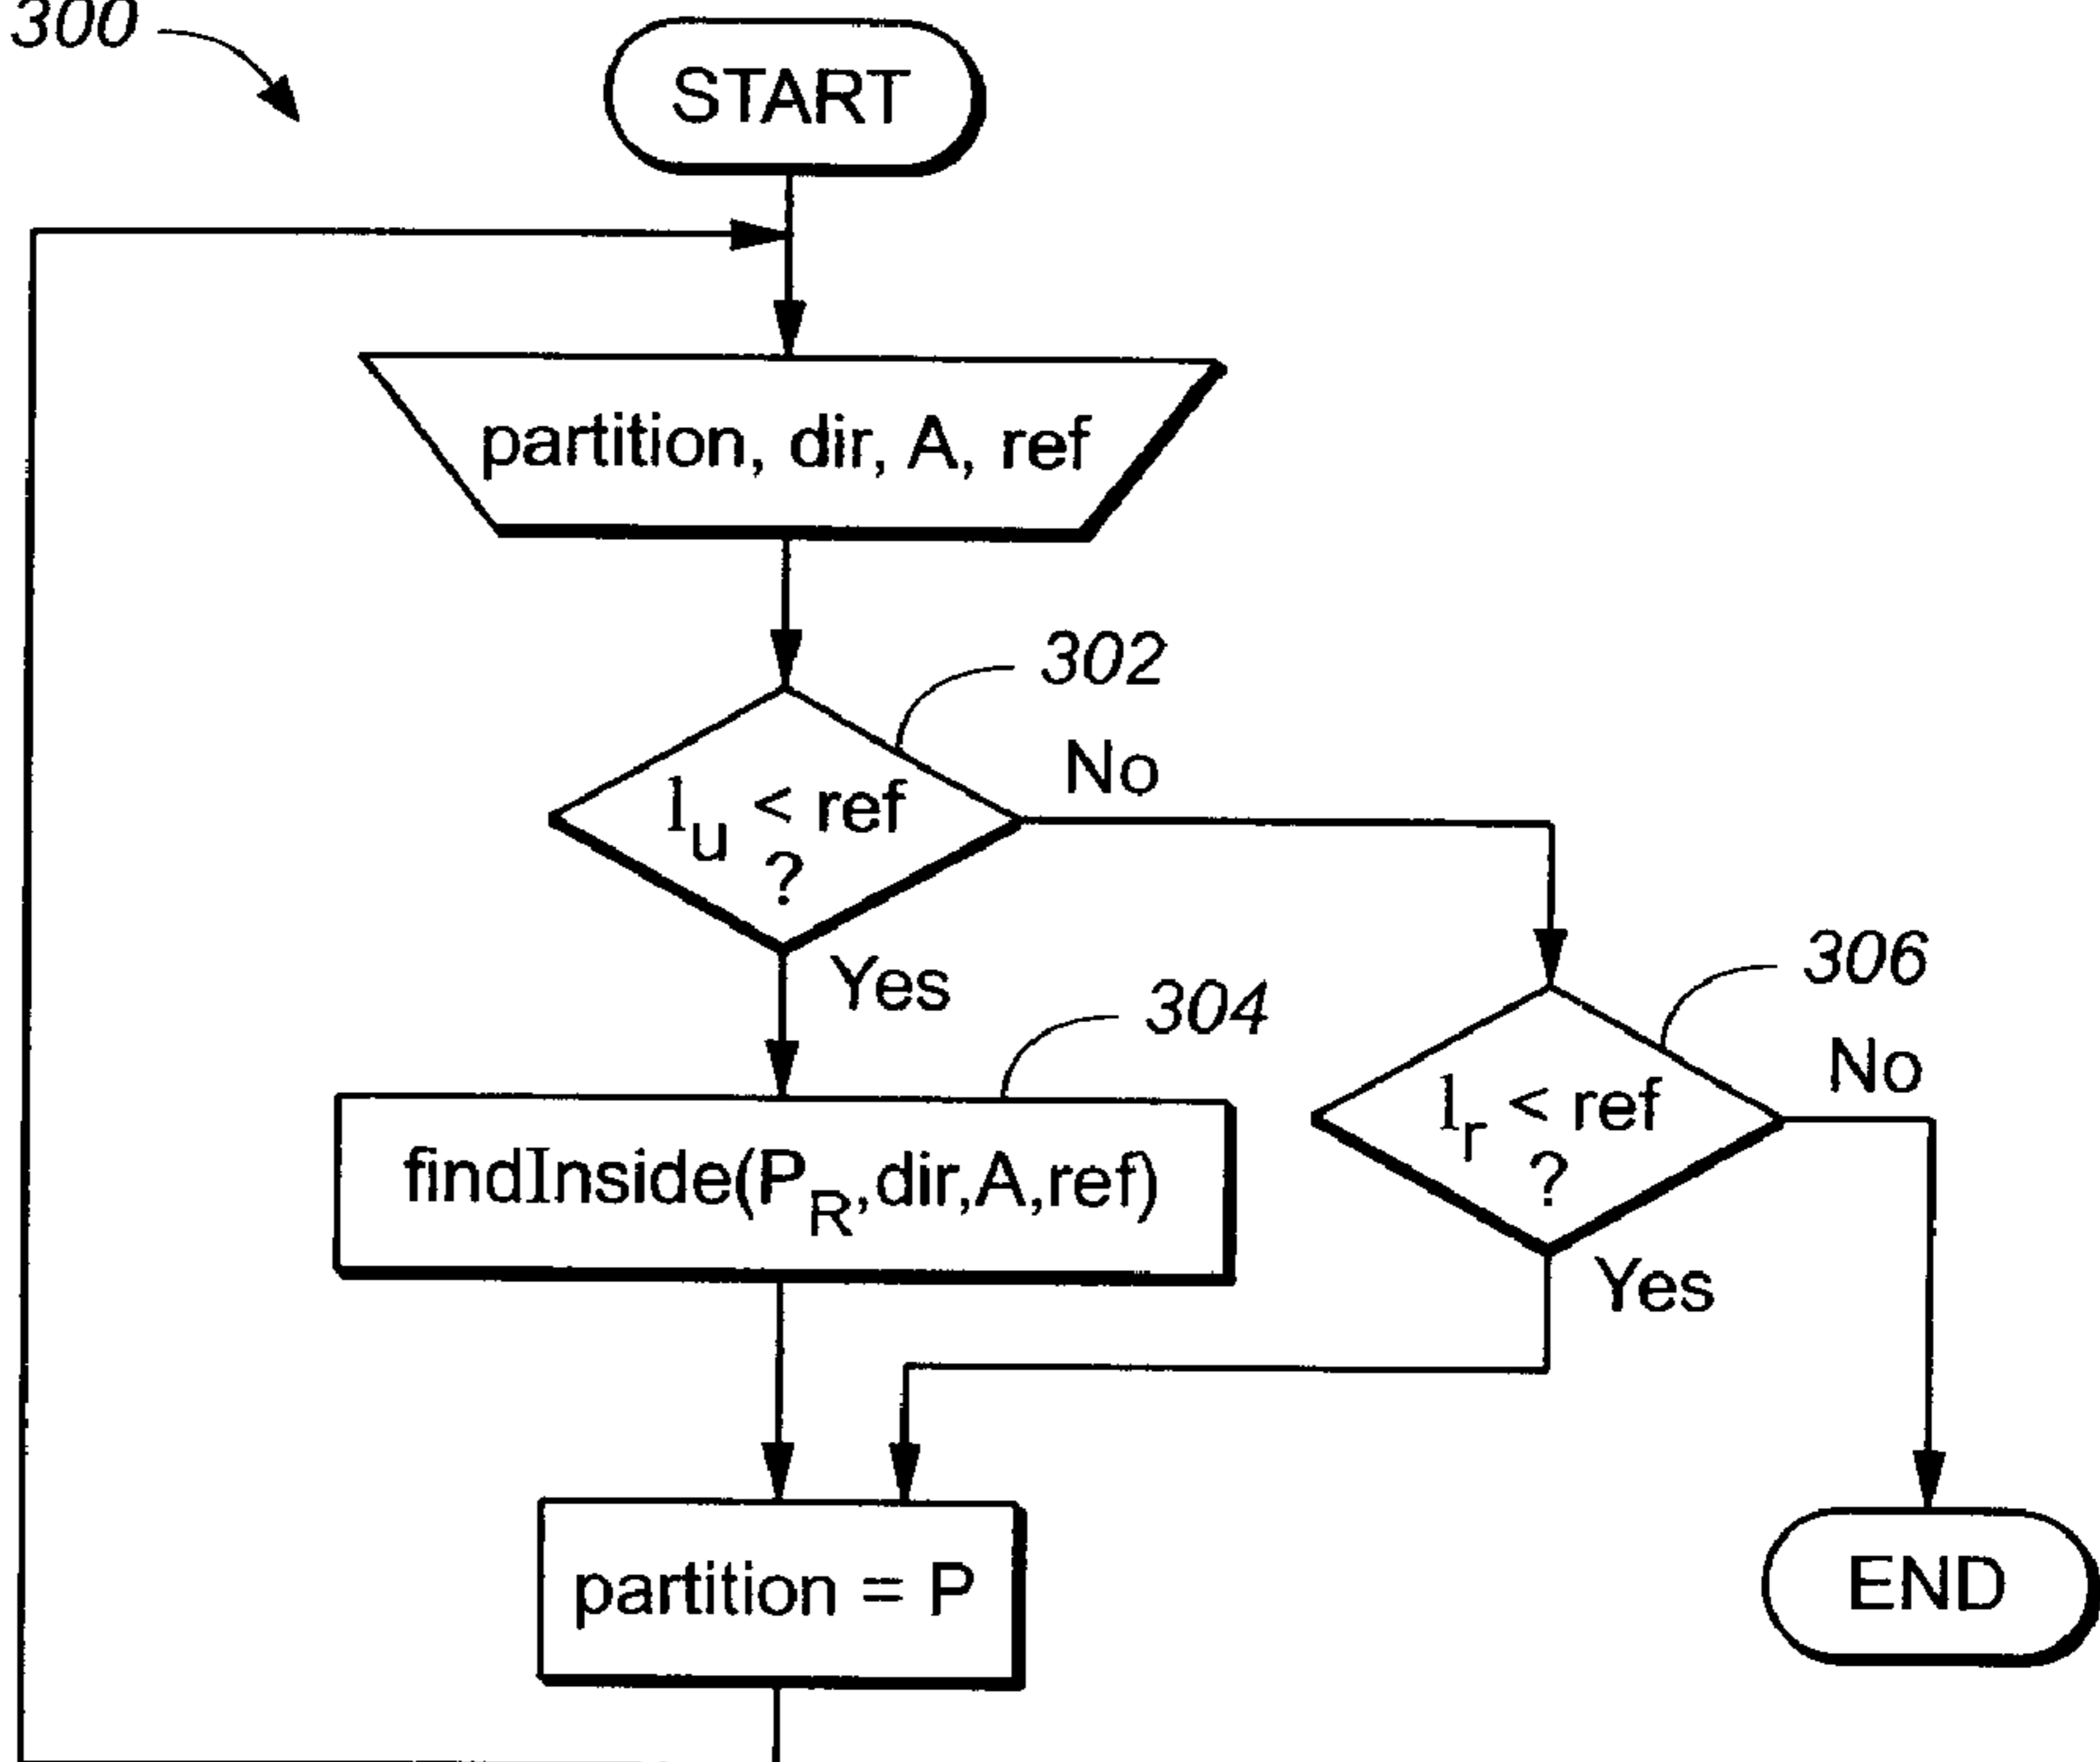 300
START
partition, dir, A, ref
302
l_u < ref
?
No
Yes
304
306
findInside(P_R,dir,A,ref)
l_r < ref
?
No
Yes
partition = P
END